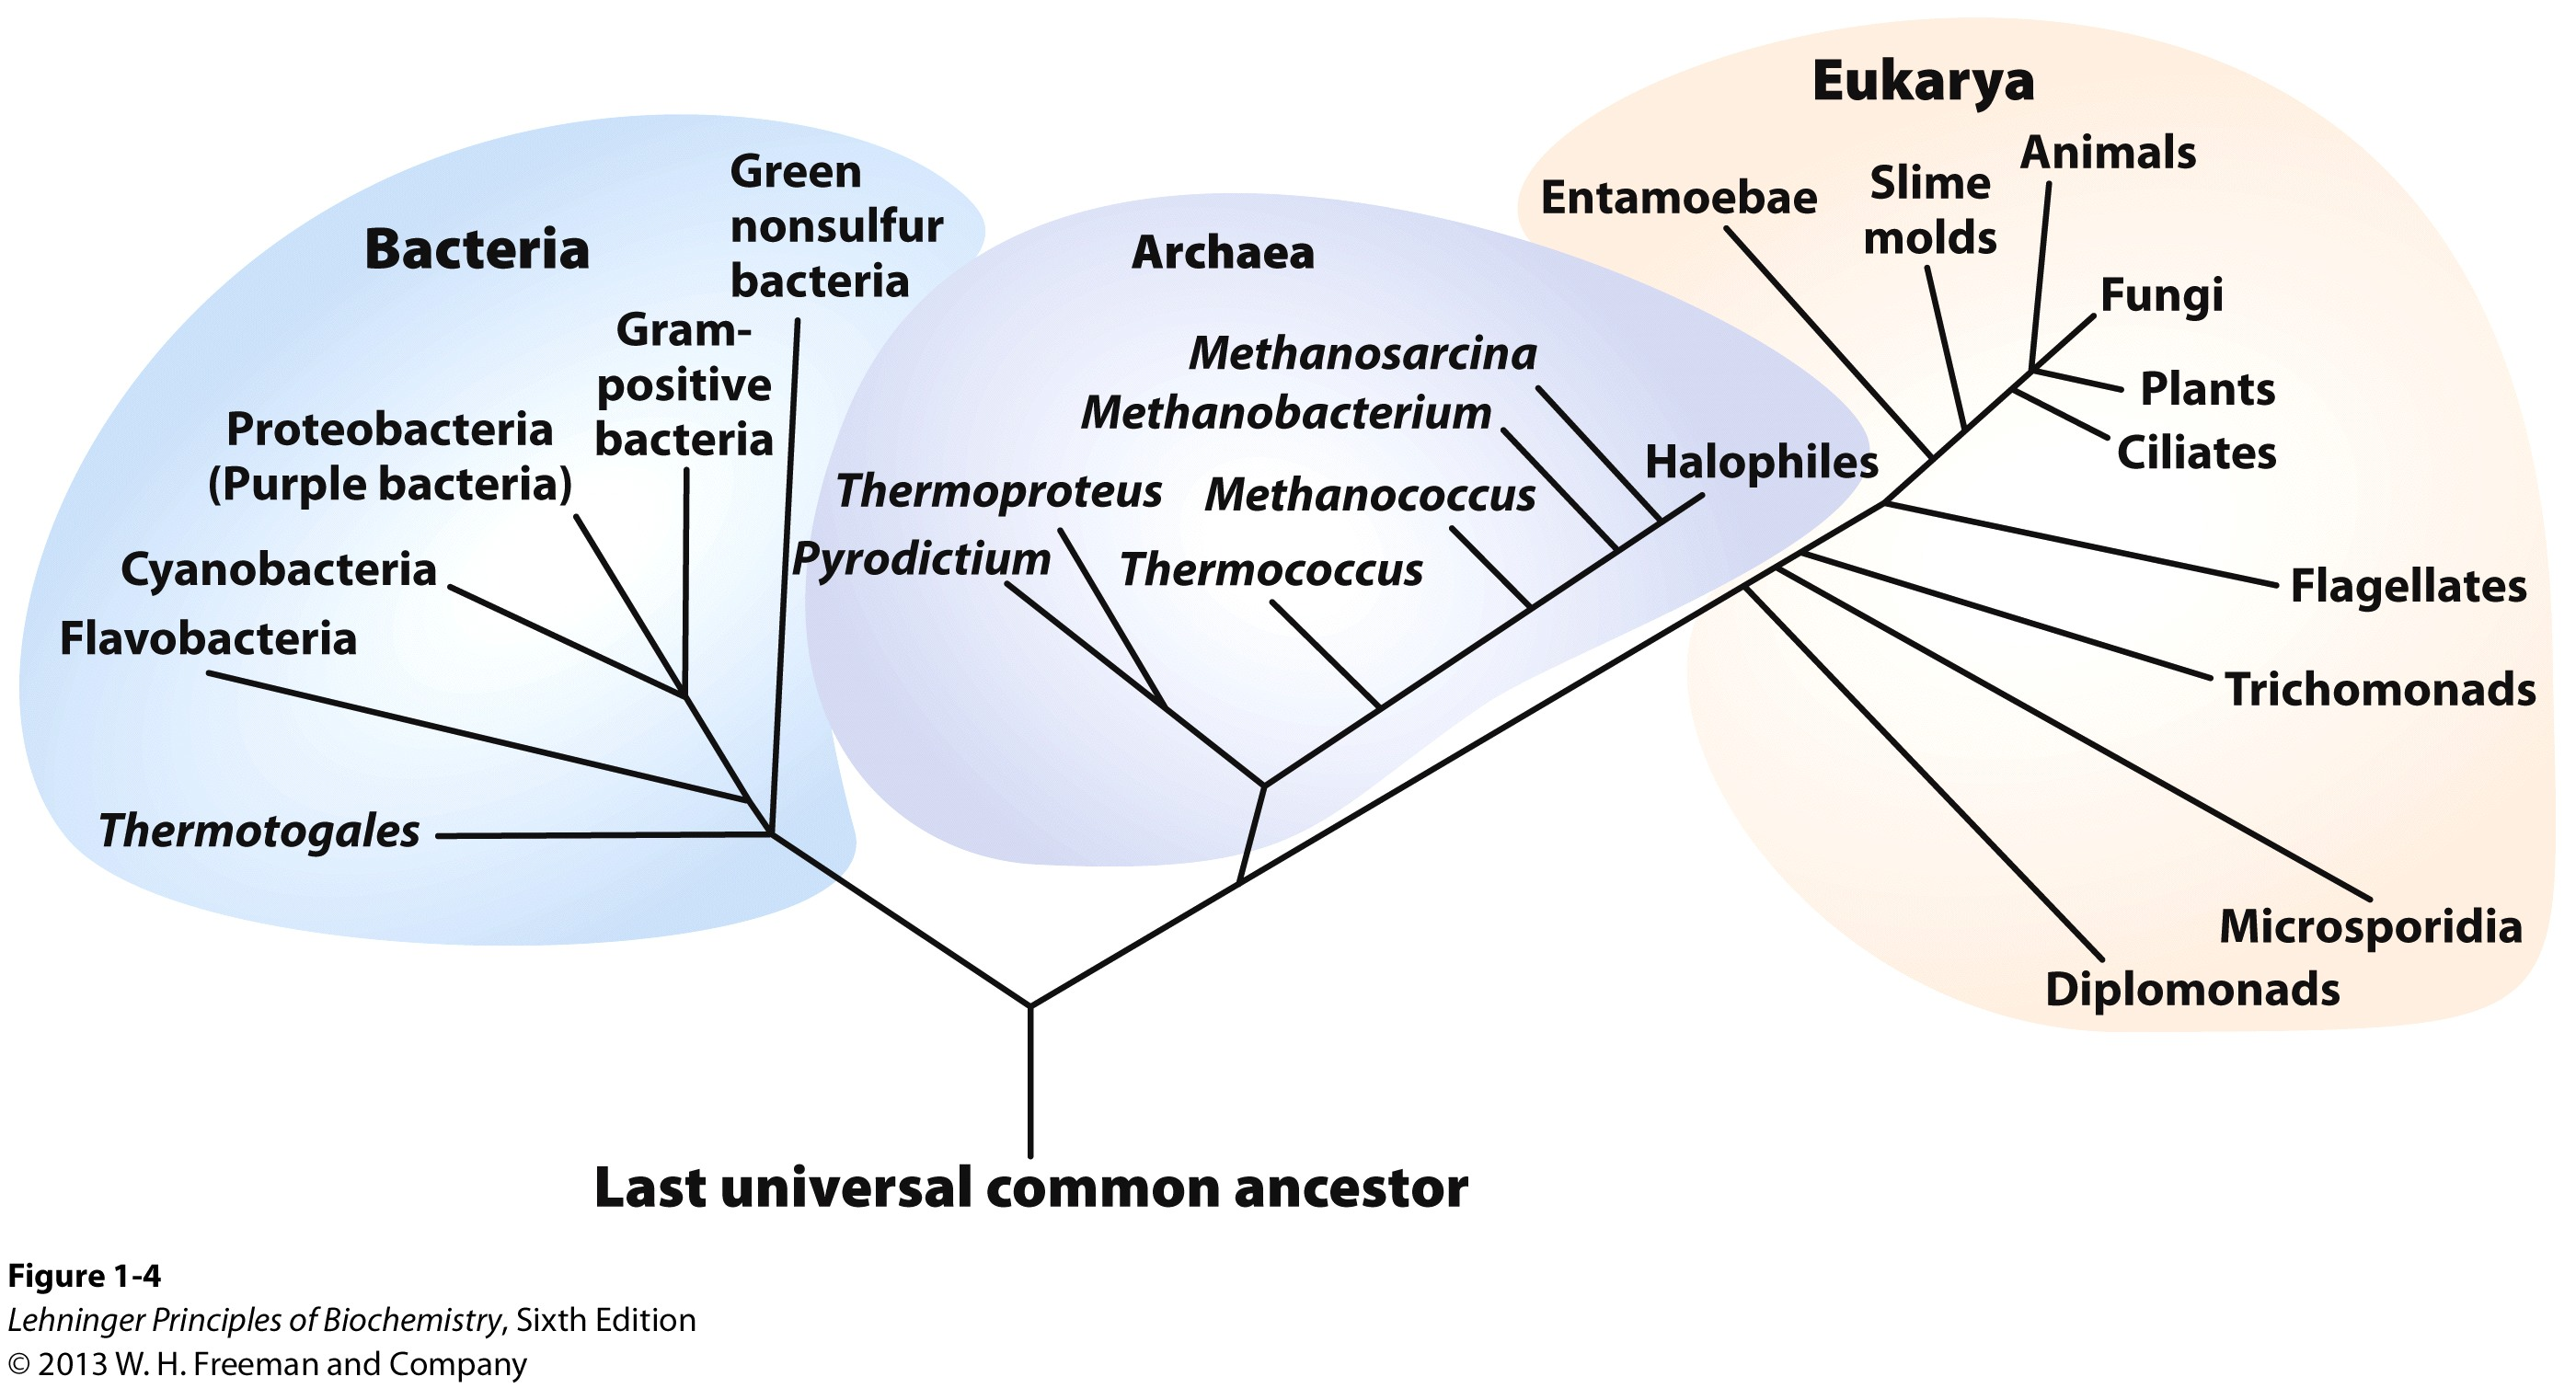 Eukarya
Animals
Slime
molds
Entamoebae
Fungi
Plants
Ciliates
Flagellates
Trichomonads
Microsporidia
Diplomonads
Archaea
Methanosarcina
Methanobacterium
Halophiles
Methanococcus
Thermoproteus
Pyrodictium
Thermococcus
Bacteria
Green
nonsulfur
bacteria
Gram-
positive
bacteria
Proteobacteria
(Purple bacteria)
Cyanobacteria
Flavobacteria
Thermotogales
Last universal common ancestor
Figure 1-4
Lehninger Principles of Biochemistry, Sixth Edition
© 2013 W. H. Freeman and Company